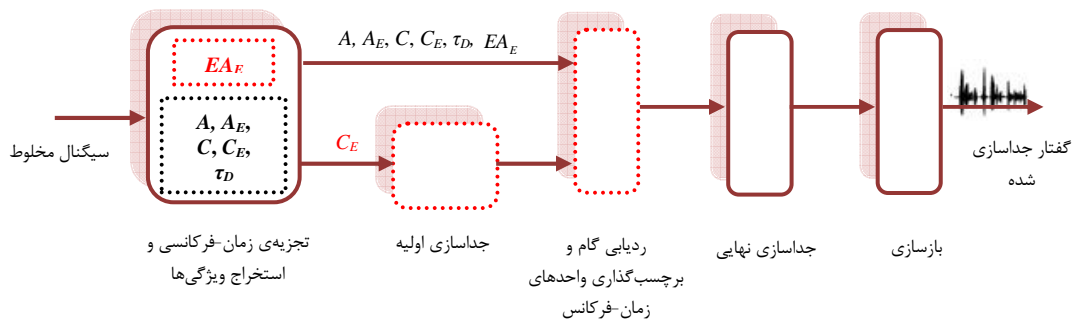 A, A_E, C, C_E, τ_D, EA_E
EA_E
A, A_E,
C, C_E,
τ_D
C_E
سیگنال مخلوط
گفتار جداسازی
شده
تجزیه‌ی زمان-فرکانسی و
استخراج ویژگی‌ها
جداسازی اولیه
ردیابی گام و
برچسب‌گذاری واحدهای
زمان-فرکانس
جداسازی نهایی
بازسازی